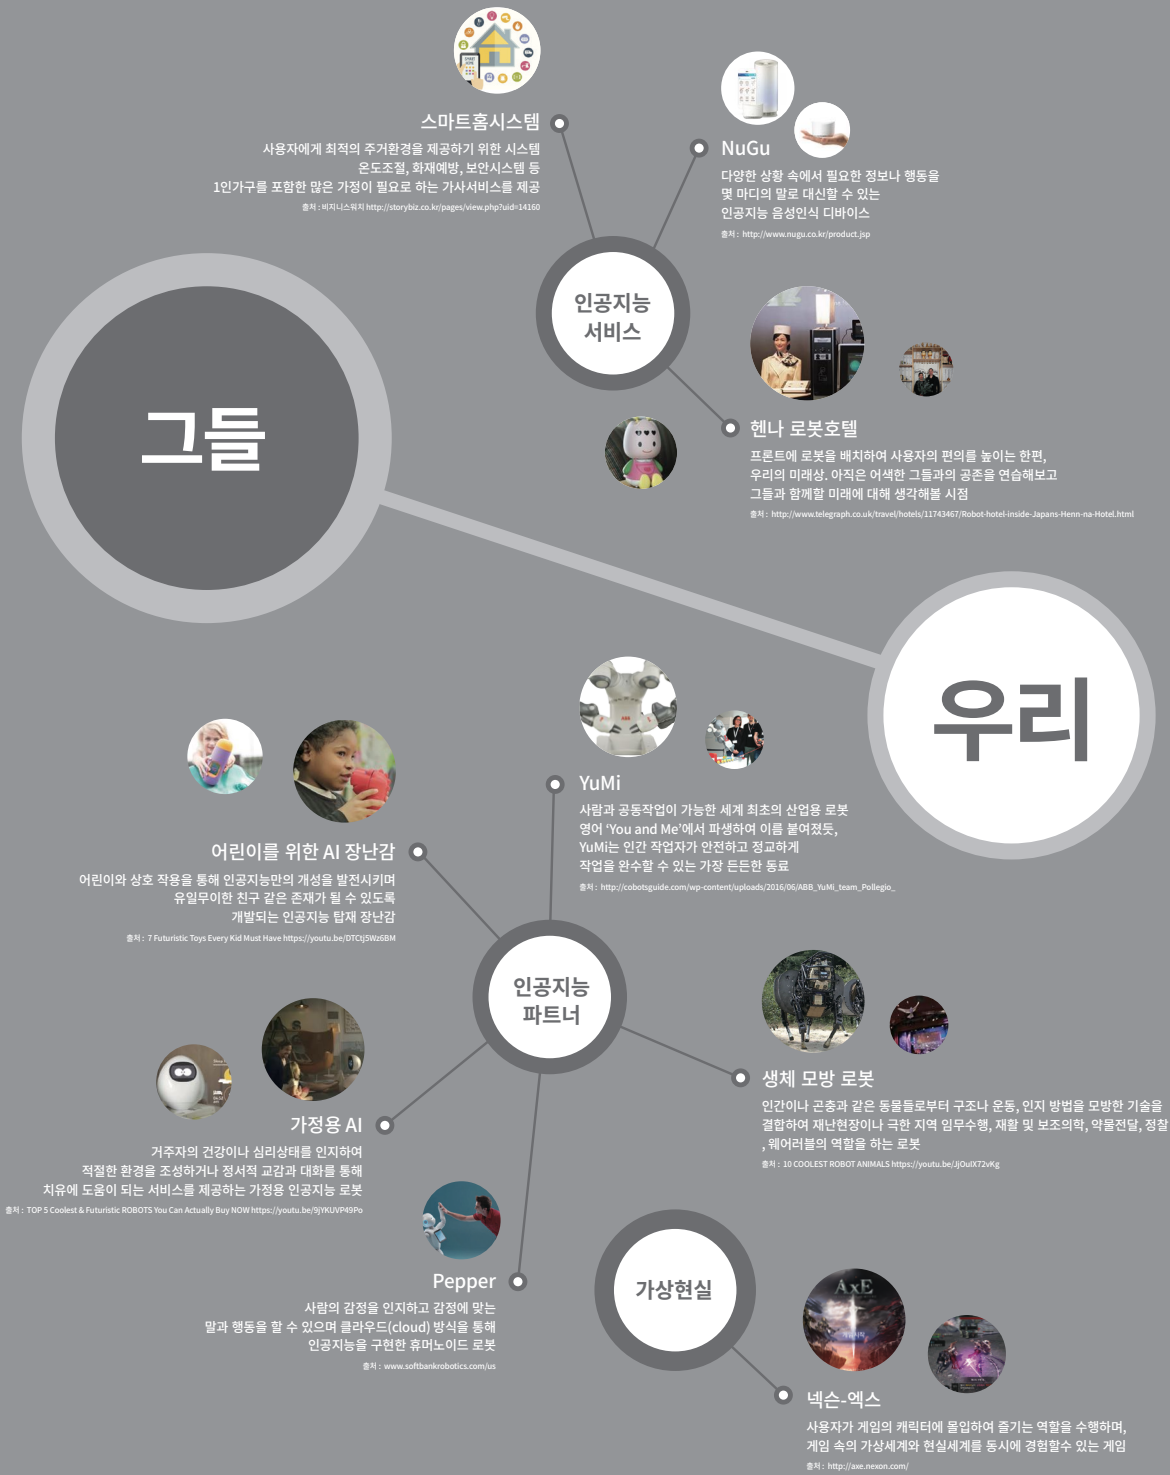 스마트홈시스템
사용자에게 최적의 주거환경을 제공하기 위한 시스템
온도조절, 화재예방, 보안시스템 등
1인가구를 포함한 많은 가정이 필요로 하는 가사서비스를 제공
출처 : 비지니스워치 http://storybiz.co.kr/pages/view.php?uid=14160
NuGu
다양한 상황 속에서 필요한 정보나 행동을
몇 마디의 말로 대신할 수 있는
인공지능 음성인식 디바이스
출처 : http://www.nugu.co.kr/product.jsp
인공지능
서비스
헨나 로봇호텔
프론트에 로봇을 배치하여 사용자의 편의를 높이는 한편,
우리의 미래상. 아직은 어색한 그들과의 공존을 연습해보고
그들과 함께할 미래에 대해 생각해볼 시점
출처 : http://www.telegraph.co.uk/travel/hotels/11743467/Robot-hotel-inside-Japans-Henn-na-Hotel.html
그들
우리
YuMi
사람과 공동작업이 가능한 세계 최초의 산업용 로봇
영어 ‘You and Me’에서 파생하여 이름 붙여졌듯,
YuMi는 인간 작업자가 안전하고 정교하게
작업을 완수할 수 있는 가장 든든한 동료
출처 : http://cobotsguide.com/wp-content/uploads/2016/06/ABB_YuMi_team_Pollegio_
어린이를 위한 AI 장난감
어린이와 상호 작용을 통해 인공지능만의 개성을 발전시키며
유일무이한 친구 같은 존재가 될 수 있도록
개발되는 인공지능 탑재 장난감
출처 : 7 Futuristic Toys Every Kid Must Have https://youtu.be/DTCtj5Wz6BM
인공지능
파트너
생체 모방 로봇
인간이나 곤충과 같은 동물들로부터 구조나 운동, 인지 방법을 모방한 기술을
결합하여 재난현장이나 극한 지역 임무수행, 재활 및 보조의학, 약물전달, 정찰
, 웨어러블의 역할을 하는 로봇
출처 : 10 COOLEST ROBOT ANIMALS https://youtu.be/JjOuIX72vKg
가정용 AI
거주자의 건강이나 심리상태를 인지하여
적절한 환경을 조성하거나 정서적 교감과 대화를 통해
치유에 도움이 되는 서비스를 제공하는 가정용 인공지능 로봇
출처 : TOP 5 Coolest & Futuristic ROBOTS You Can Actually Buy NOW https://youtu.be/9jYKUVP49Po
Pepper
사람의 감정을 인지하고 감정에 맞는
말과 행동을 할 수 있으며 클라우드(cloud) 방식을 통해
인공지능을 구현한 휴머노이드 로봇
출처 : www.softbankrobotics.com/us
가상현실
AxE
넥슨-엑스
사용자가 게임의 캐릭터에 몰입하여 즐기는 역할을 수행하며,
게임 속의 가상세계와 현실세계를 동시에 경험할수 있는 게임
출처 : http://axe.nexon.com/